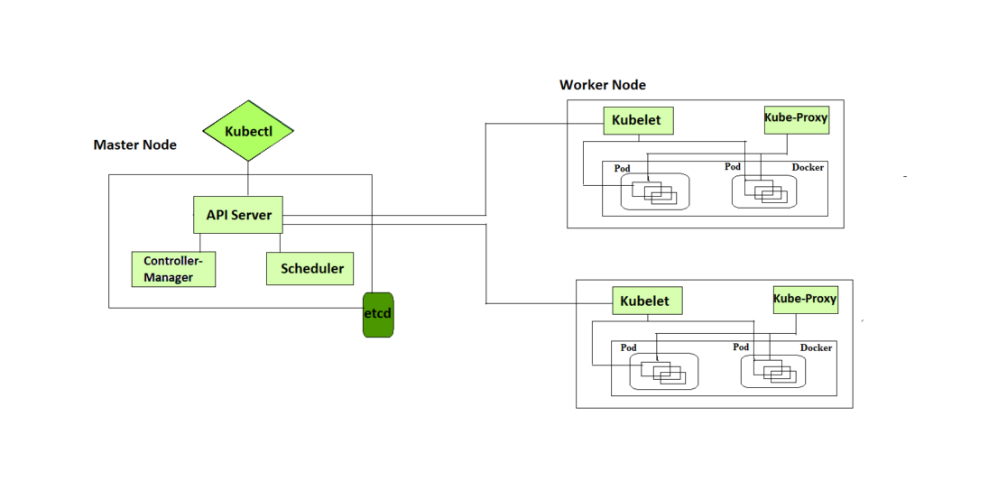 Worker Node
Kubelet
Kube-Proxy
Kubectl
Master Node
Pod
Pod
Docker
API Server
Controller-
Manager
Scheduler
etcd
Kubelet
Kube-Proxy
Pod
Pod
Docker